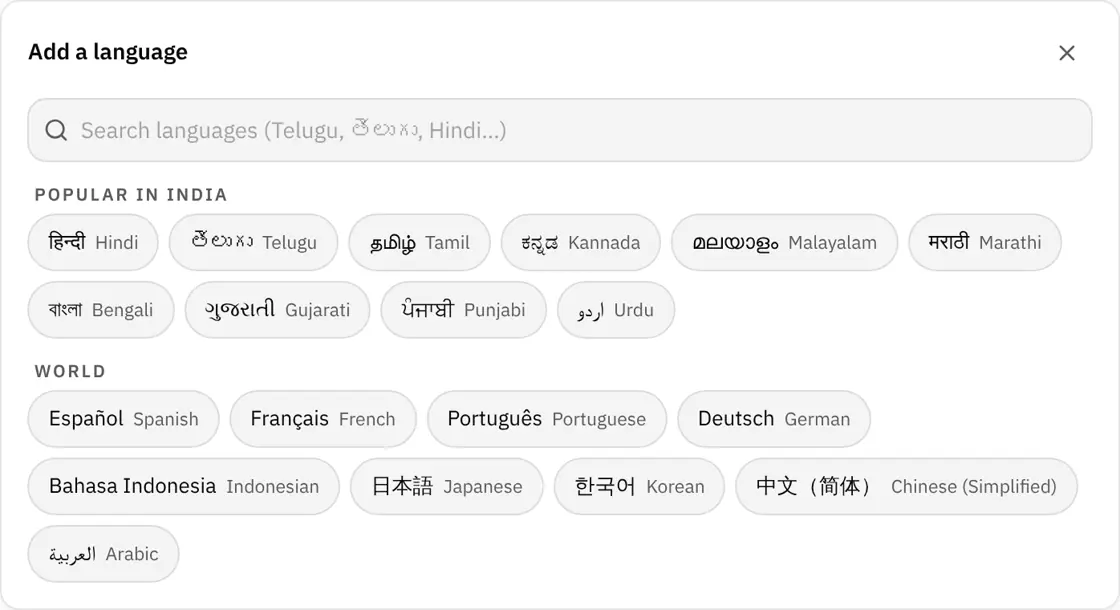 Add a language
Search languages (Telugu, తెలుగు, Hindi...)
POPULAR IN INDIA
हिन्दी Hindi తెలుగు Telugu தமிழ் Tamil ಕನ್ನಡ Kannada മലയാളം Malayalam मराठी Marathi
বাংলা Bengali ગુજરાતી Gujarati ਪੰਜਾਬੀ Punjabi اردو Urdu
WORLD
Español Spanish Français French Português Portuguese Deutsch German
Bahasa Indonesia Indonesian 日本語 Japanese 한국어 Korean 中文（简体） Chinese (Simplified)
العربية Arabic